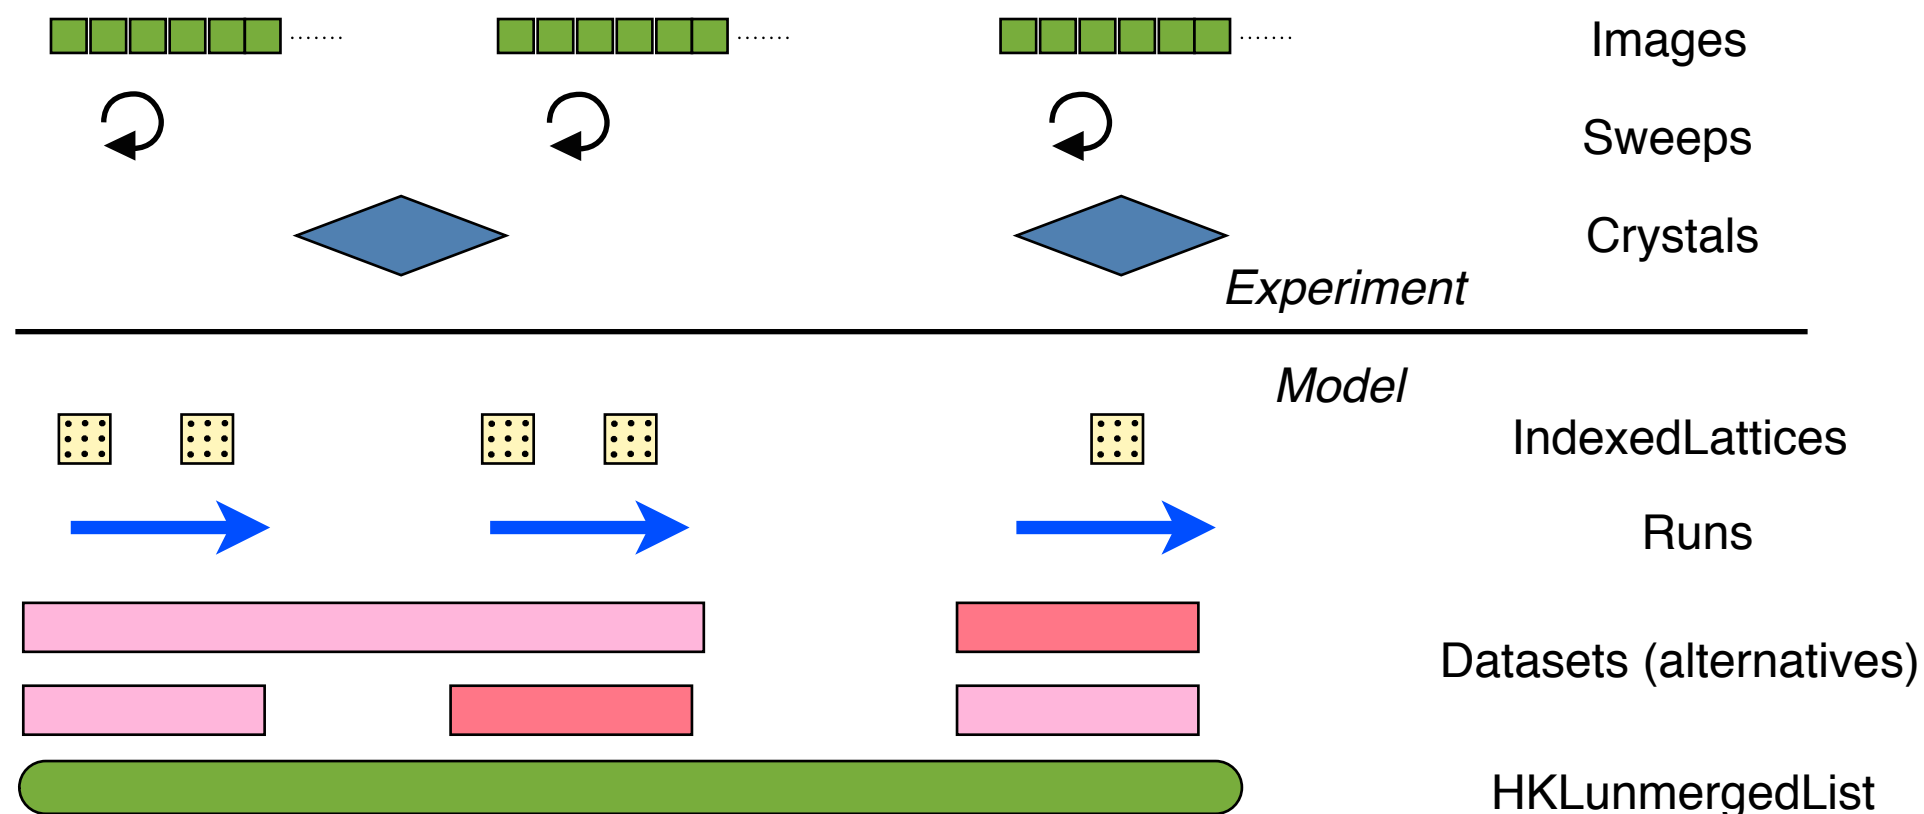 Images
Sweeps
Crystals
Experiment
Model
IndexedLattices
Runs
Datasets (alternatives)
HKLunmergedList